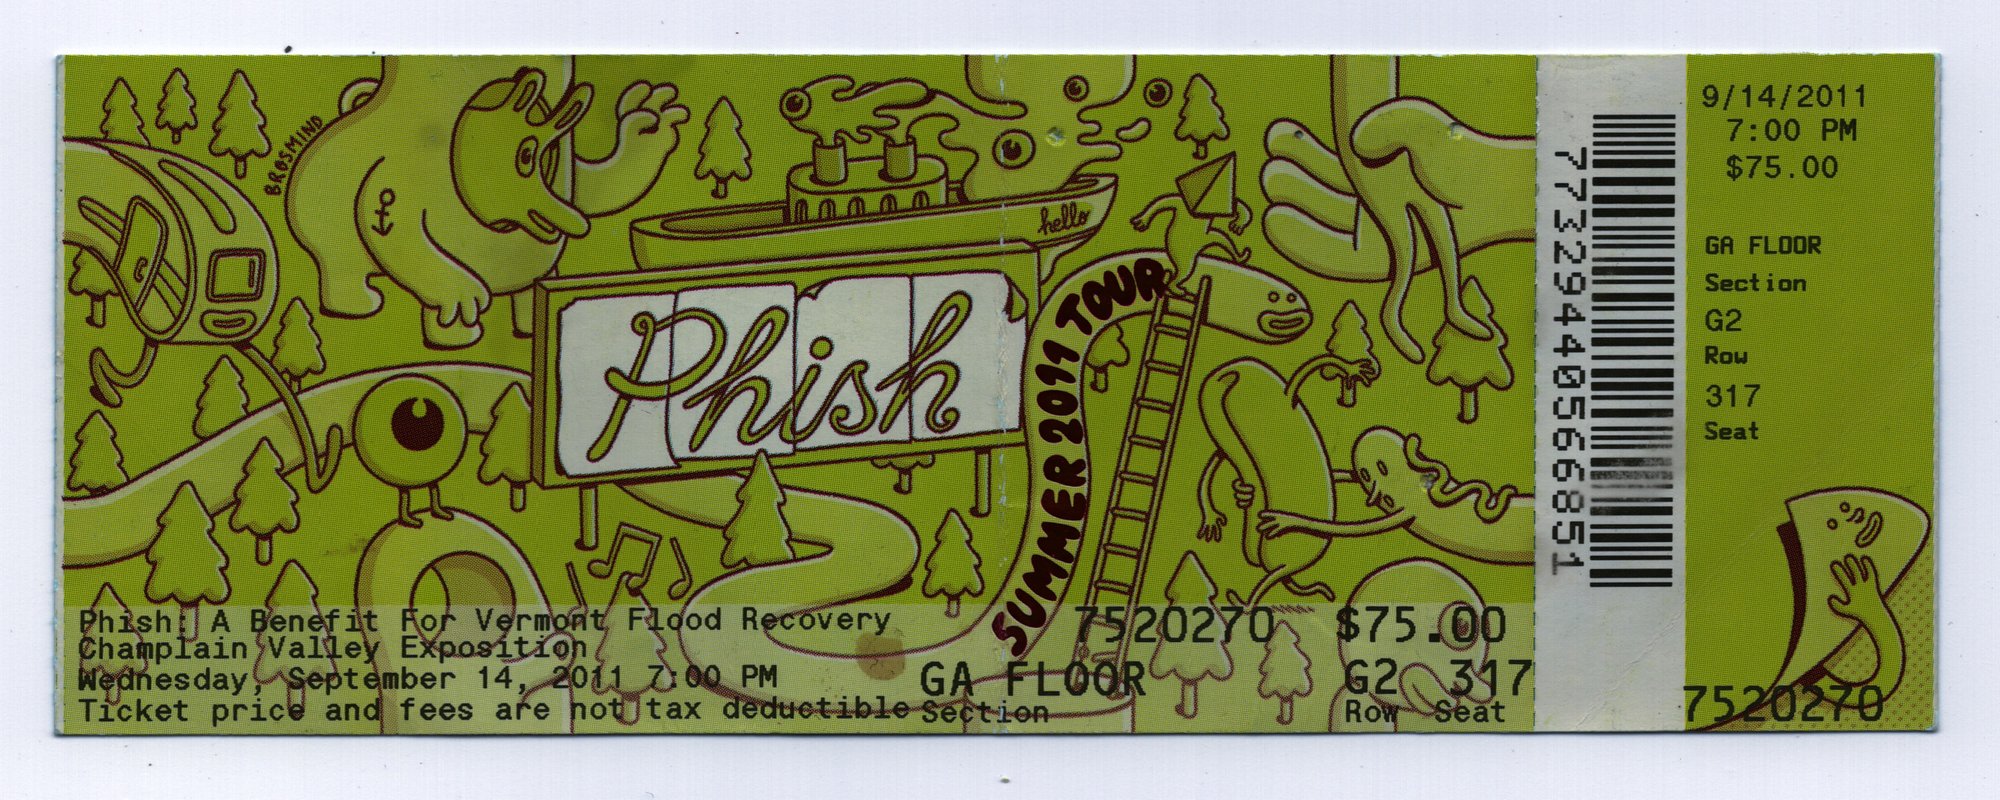 BROSMIND
hello
Phish
SUMMER 2011 TOUR
Phish: A Benefit For Vermont Flood Recovery
Champlain Valley Exposition
Wednesday, September 14, 2011 7:00 PM
Ticket price and fees are not tax deductible
7520270 $75.00
GA FLOOR G2 317
Section Row Seat
77329440566851
9/14/2011
7:00 PM
$75.00
GA FLOOR
Section
G2
Row
317
Seat
7520270